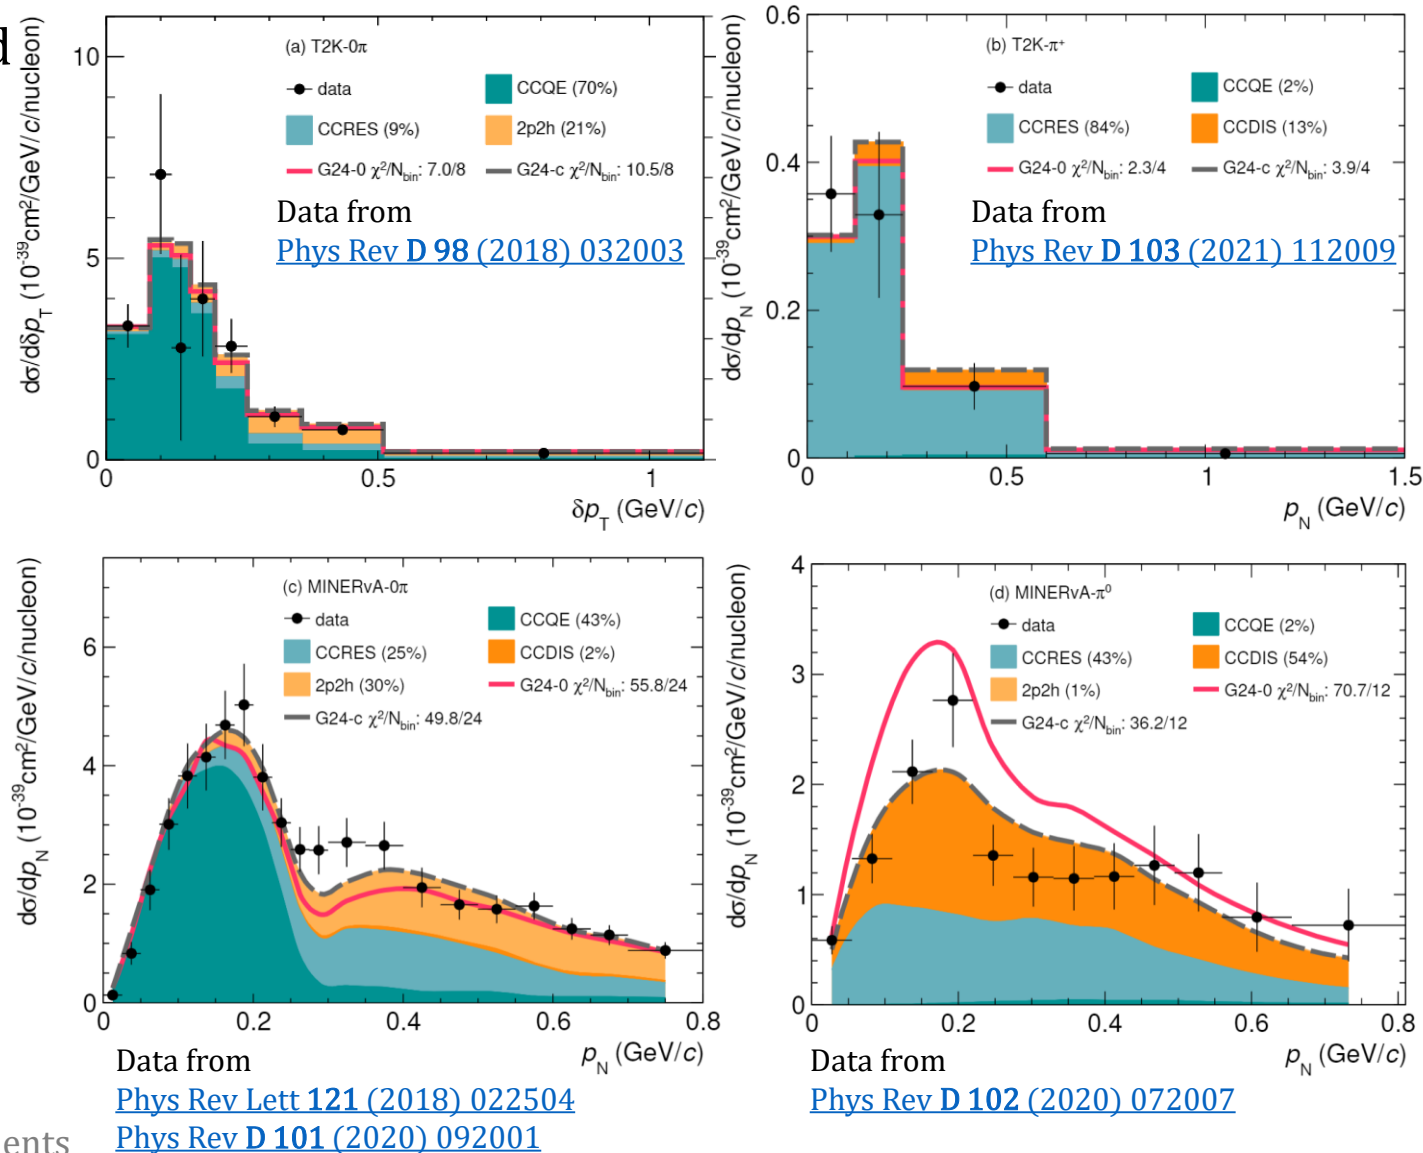 d
(a) T2K-0π
data
CCQE (70%)
CCRES (9%)
2p2h (21%)
G24-0 χ²/N_bin: 7.0/8
G24-c χ²/N_bin: 10.5/8
Data from
Phys Rev D 98 (2018) 032003
dσ/dδp_T (10⁻³⁹cm²/GeV/c/nucleon)
10
5
0
0
0.5
1
δp_T (GeV/c)
(b) T2K-π⁺
data
CCQE (2%)
CCRES (84%)
CCDIS (13%)
G24-0 χ²/N_bin: 2.3/4
G24-c χ²/N_bin: 3.9/4
Data from
Phys Rev D 103 (2021) 112009
dσ/dp_N (10⁻³⁹cm²/GeV/c/nucleon)
0.6
0.4
0.2
0
0
0.5
1
1.5
p_N (GeV/c)
(c) MINERvA-0π
data
CCQE (43%)
CCRES (25%)
CCDIS (2%)
2p2h (30%)
G24-0 χ²/N_bin: 55.8/24
G24-c χ²/N_bin: 49.8/24
dσ/dp_N (10⁻³⁹cm²/GeV/c/nucleon)
6
4
2
0
0
0.2
0.4
0.6
0.8
p_N (GeV/c)
Data from
Phys Rev Lett 121 (2018) 022504
Phys Rev D 101 (2020) 092001
(d) MINERvA-π⁰
data
CCQE (2%)
CCRES (43%)
CCDIS (54%)
2p2h (1%)
G24-0 χ²/N_bin: 70.7/12
G24-c χ²/N_bin: 36.2/12
dσ/dp_N (10⁻³⁹cm²/GeV/c/nucleon)
4
3
2
1
0
0
0.2
0.4
0.6
0.8
p_N (GeV/c)
Data from
Phys Rev D 102 (2020) 072007
ents